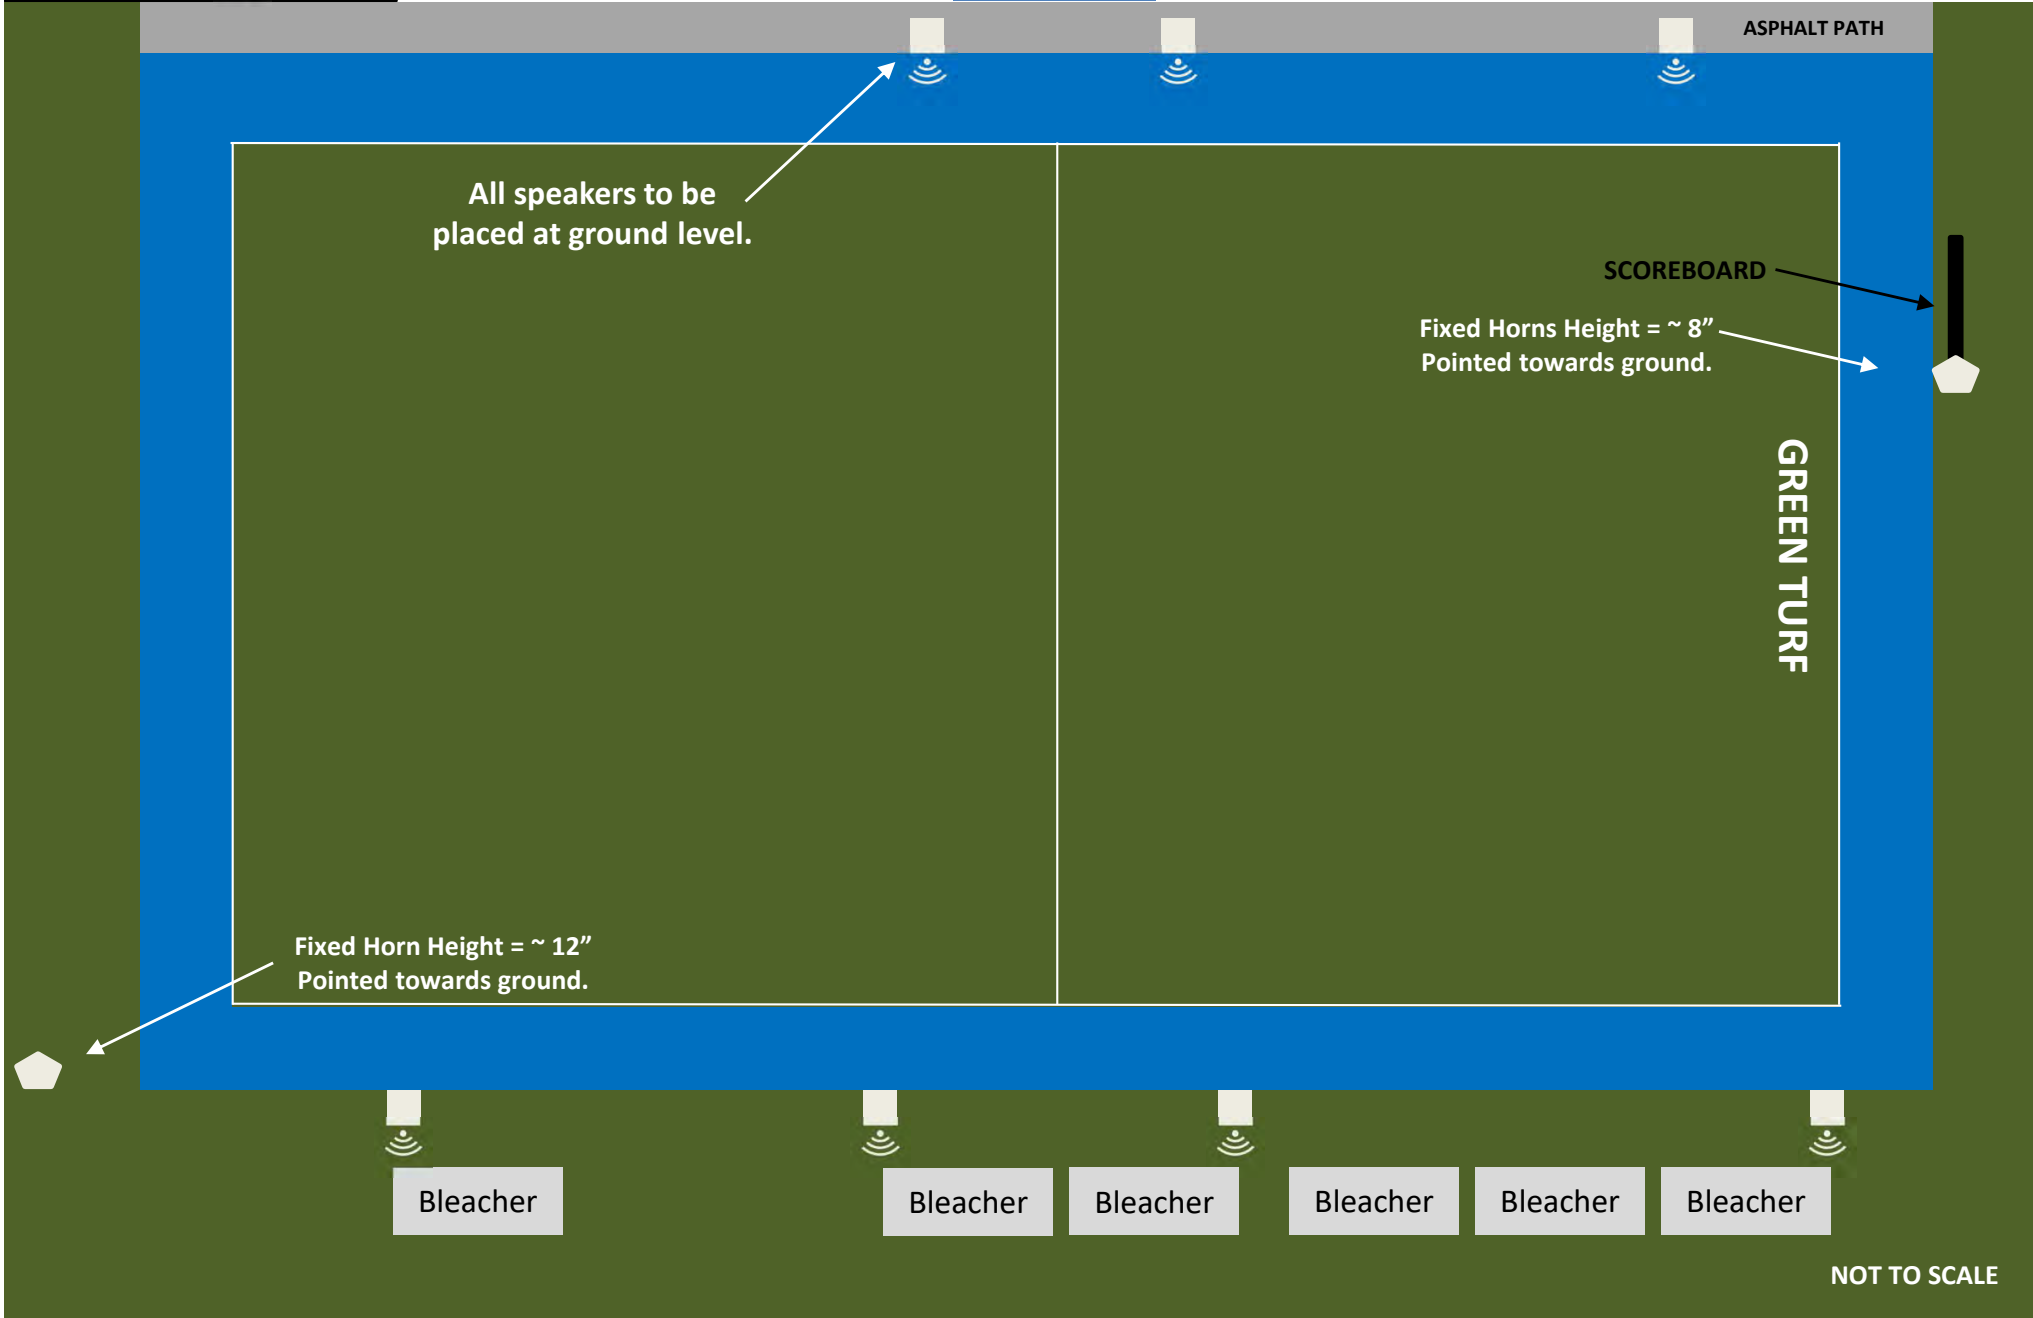 ASPHALT PATH
All speakers to be
placed at ground level.
SCOREBOARD
Fixed Horns Height = ~ 8”
Pointed towards ground.
GREEN TURF
Fixed Horn Height = ~ 12”
Pointed towards ground.
Bleacher
Bleacher
Bleacher
Bleacher
Bleacher
Bleacher
NOT TO SCALE